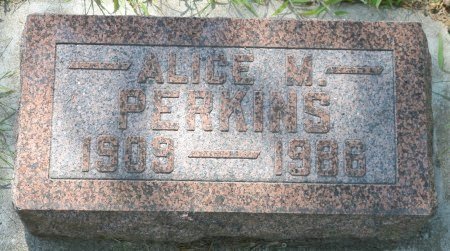 ALICE M.
PERKINS
1909 — 1988